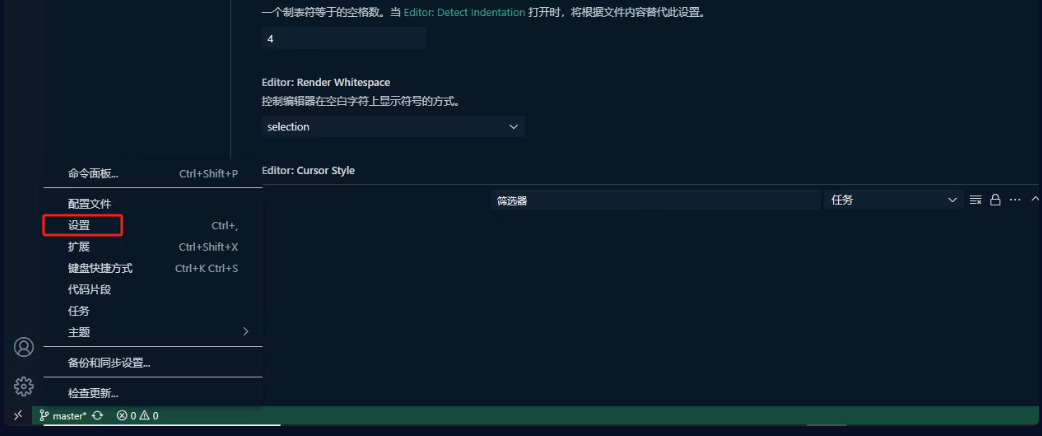 一个制表符等于的空格数。当 Editor: Detect Indentation 打开时，将根据文件内容替代此设置。
4
Editor: Render Whitespace
控制编辑器在空白字符上显示符号的方式。
selection
Editor: Cursor Style
命令面板... Ctrl+Shift+P
配置文件
设置 Ctrl+,
扩展 Ctrl+Shift+X
键盘快捷方式 Ctrl+K Ctrl+S
代码片段
任务
主题
备份和同步设置...
检查更新...
筛选器
任务
master* 0 0